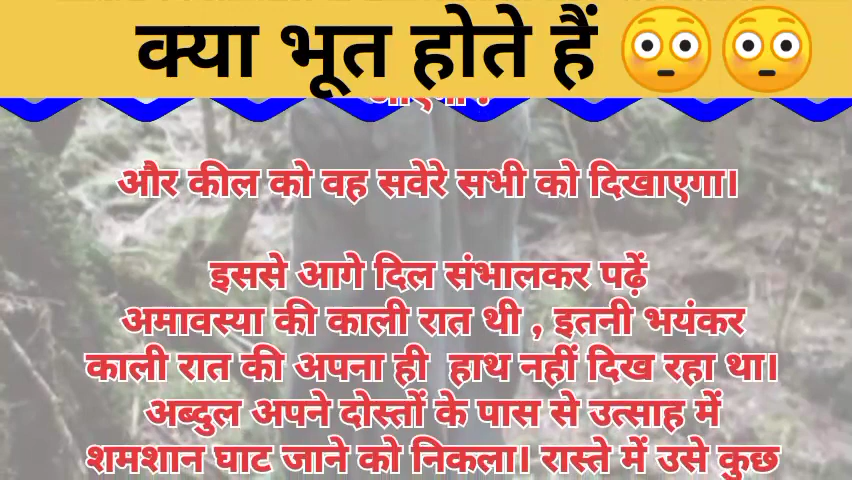 क्या भूत होते हैं 😳😳
और कील को वह सवेरे सभी को दिखाएगा।
इससे आगे दिल संभालकर पढ़ें
अमावस्या की काली रात थी , इतनी भयंकर
काली रात की अपना ही हाथ नहीं दिख रहा था।
अब्दुल अपने दोस्तों के पास से उत्साह में
शमशान घाट जाने को निकला। रास्ते में उसे कुछ